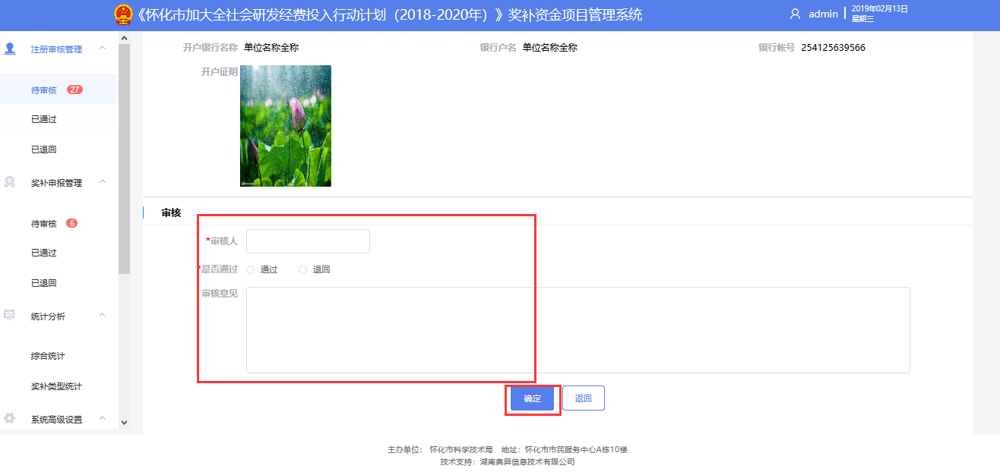 《怀化市加大全社会研发经费投入行动计划（2018-2020年）》奖补资金项目管理系统
admin
2019年02月13日
星期三
注册审核管理
待审核 27
已通过
已退回
奖补申报管理
待审核 6
已通过
已退回
统计分析
综合统计
奖补类型统计
系统高级设置
开户银行名称 单位名称全称 银行户名 单位名称全称 银行帐号 254125639566
开户证明
审核
*审核人
*是否通过 通过 退回
审核意见
确定 返回
主办单位： 怀化市科学技术局 地址：怀化市市民服务中心A栋10楼
技术支持：湖南奥昇信息技术有限公司